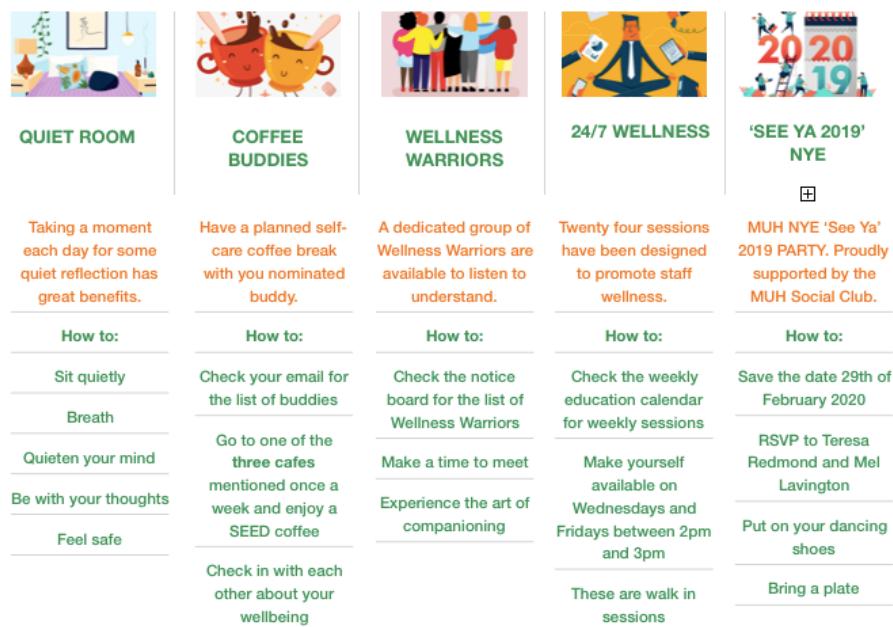 20 20
19
QUIET ROOM
COFFEE
BUDDIES
WELLNESS
WARRIORS
24/7 WELLNESS
‘SEE YA 2019’
NYE
Taking a moment
each day for some
quiet reflection has
great benefits.
How to:
Sit quietly
Breath
Quieten your mind
Be with your thoughts
Feel safe
Have a planned self-
care coffee break
with you nominated
buddy.
How to:
Check your email for
the list of buddies
Go to one of the
three cafes
mentioned once a
week and enjoy a
SEED coffee
Check in with each
other about your
wellbeing
A dedicated group of
Wellness Warriors are
available to listen to
understand.
How to:
Check the notice
board for the list of
Wellness Warriors
Make a time to meet
Experience the art of
companioning
Twenty four sessions
have been designed
to promote staff
wellness.
How to:
Check the weekly
education calendar
for weekly sessions
Make yourself
available on
Wednesdays and
Fridays between 2pm
and 3pm
These are walk in
sessions
MUH NYE ‘See Ya’
2019 PARTY. Proudly
supported by the
MUH Social Club.
How to:
Save the date 29th of
February 2020
RSVP to Teresa
Redmond and Mel
Lavington
Put on your dancing
shoes
Bring a plate